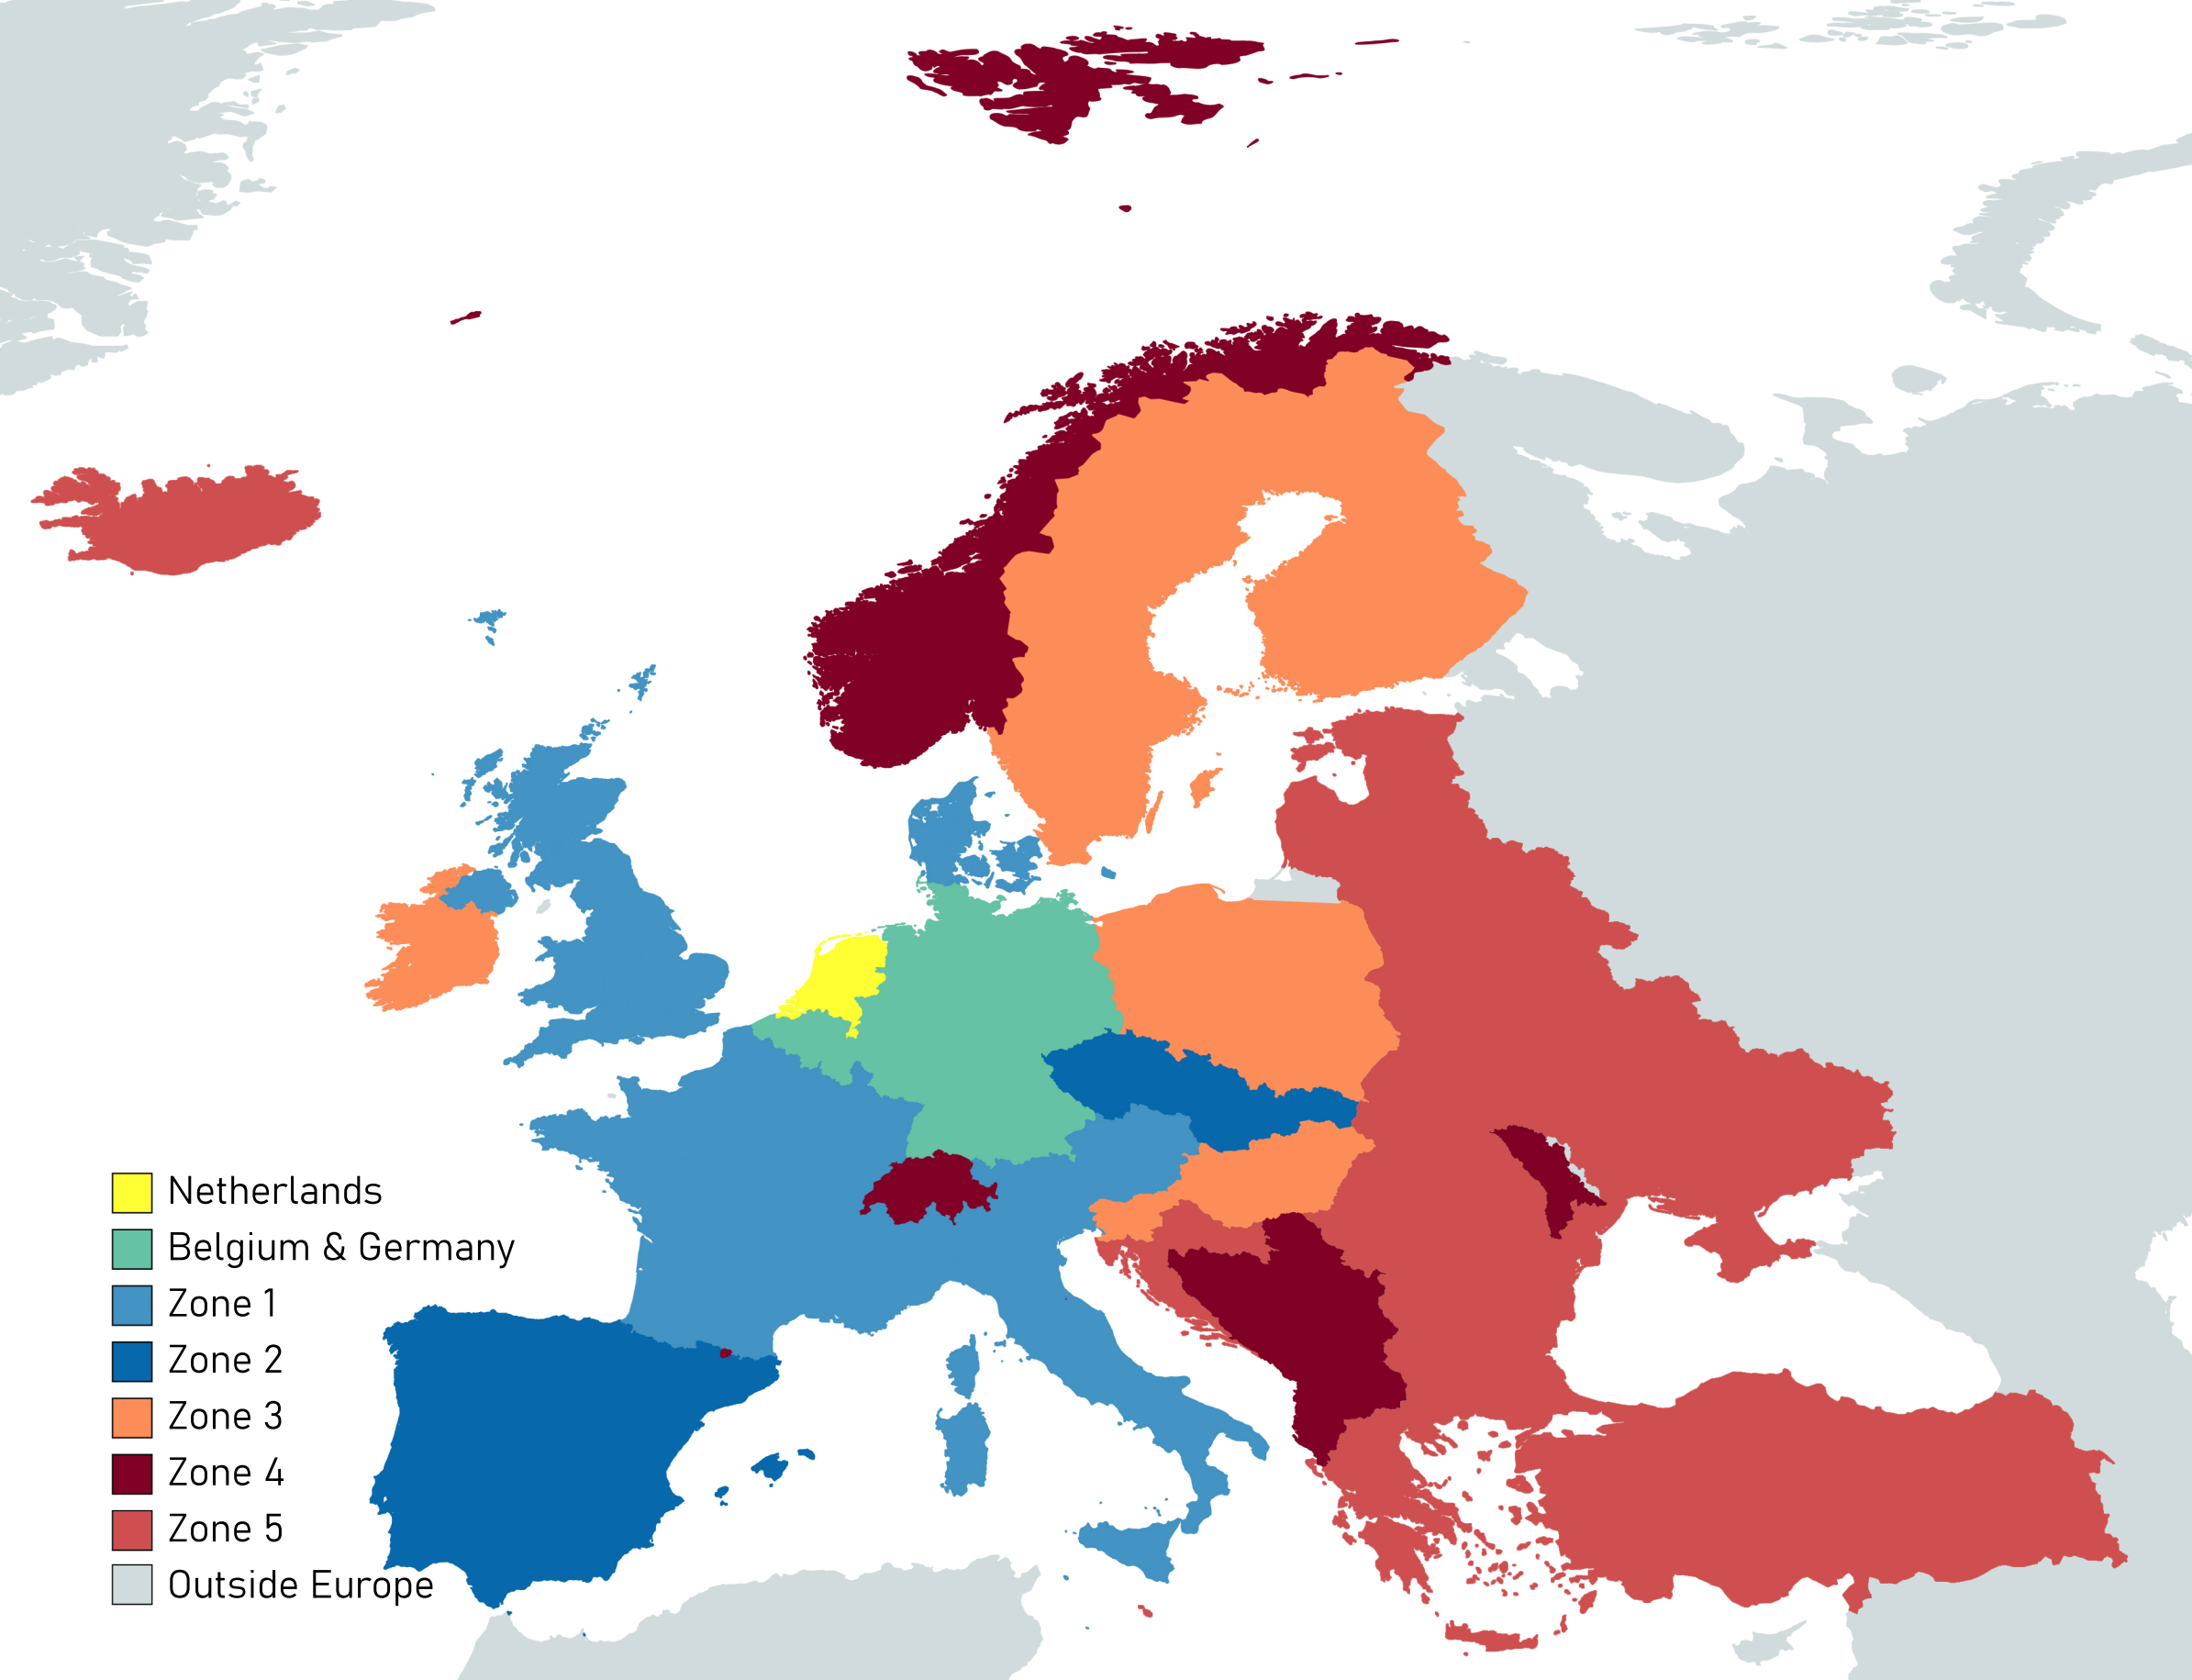 Netherlands
Belgium & Germany
Zone 1
Zone 2
Zone 3
Zone 4
Zone 5
Outside Europe